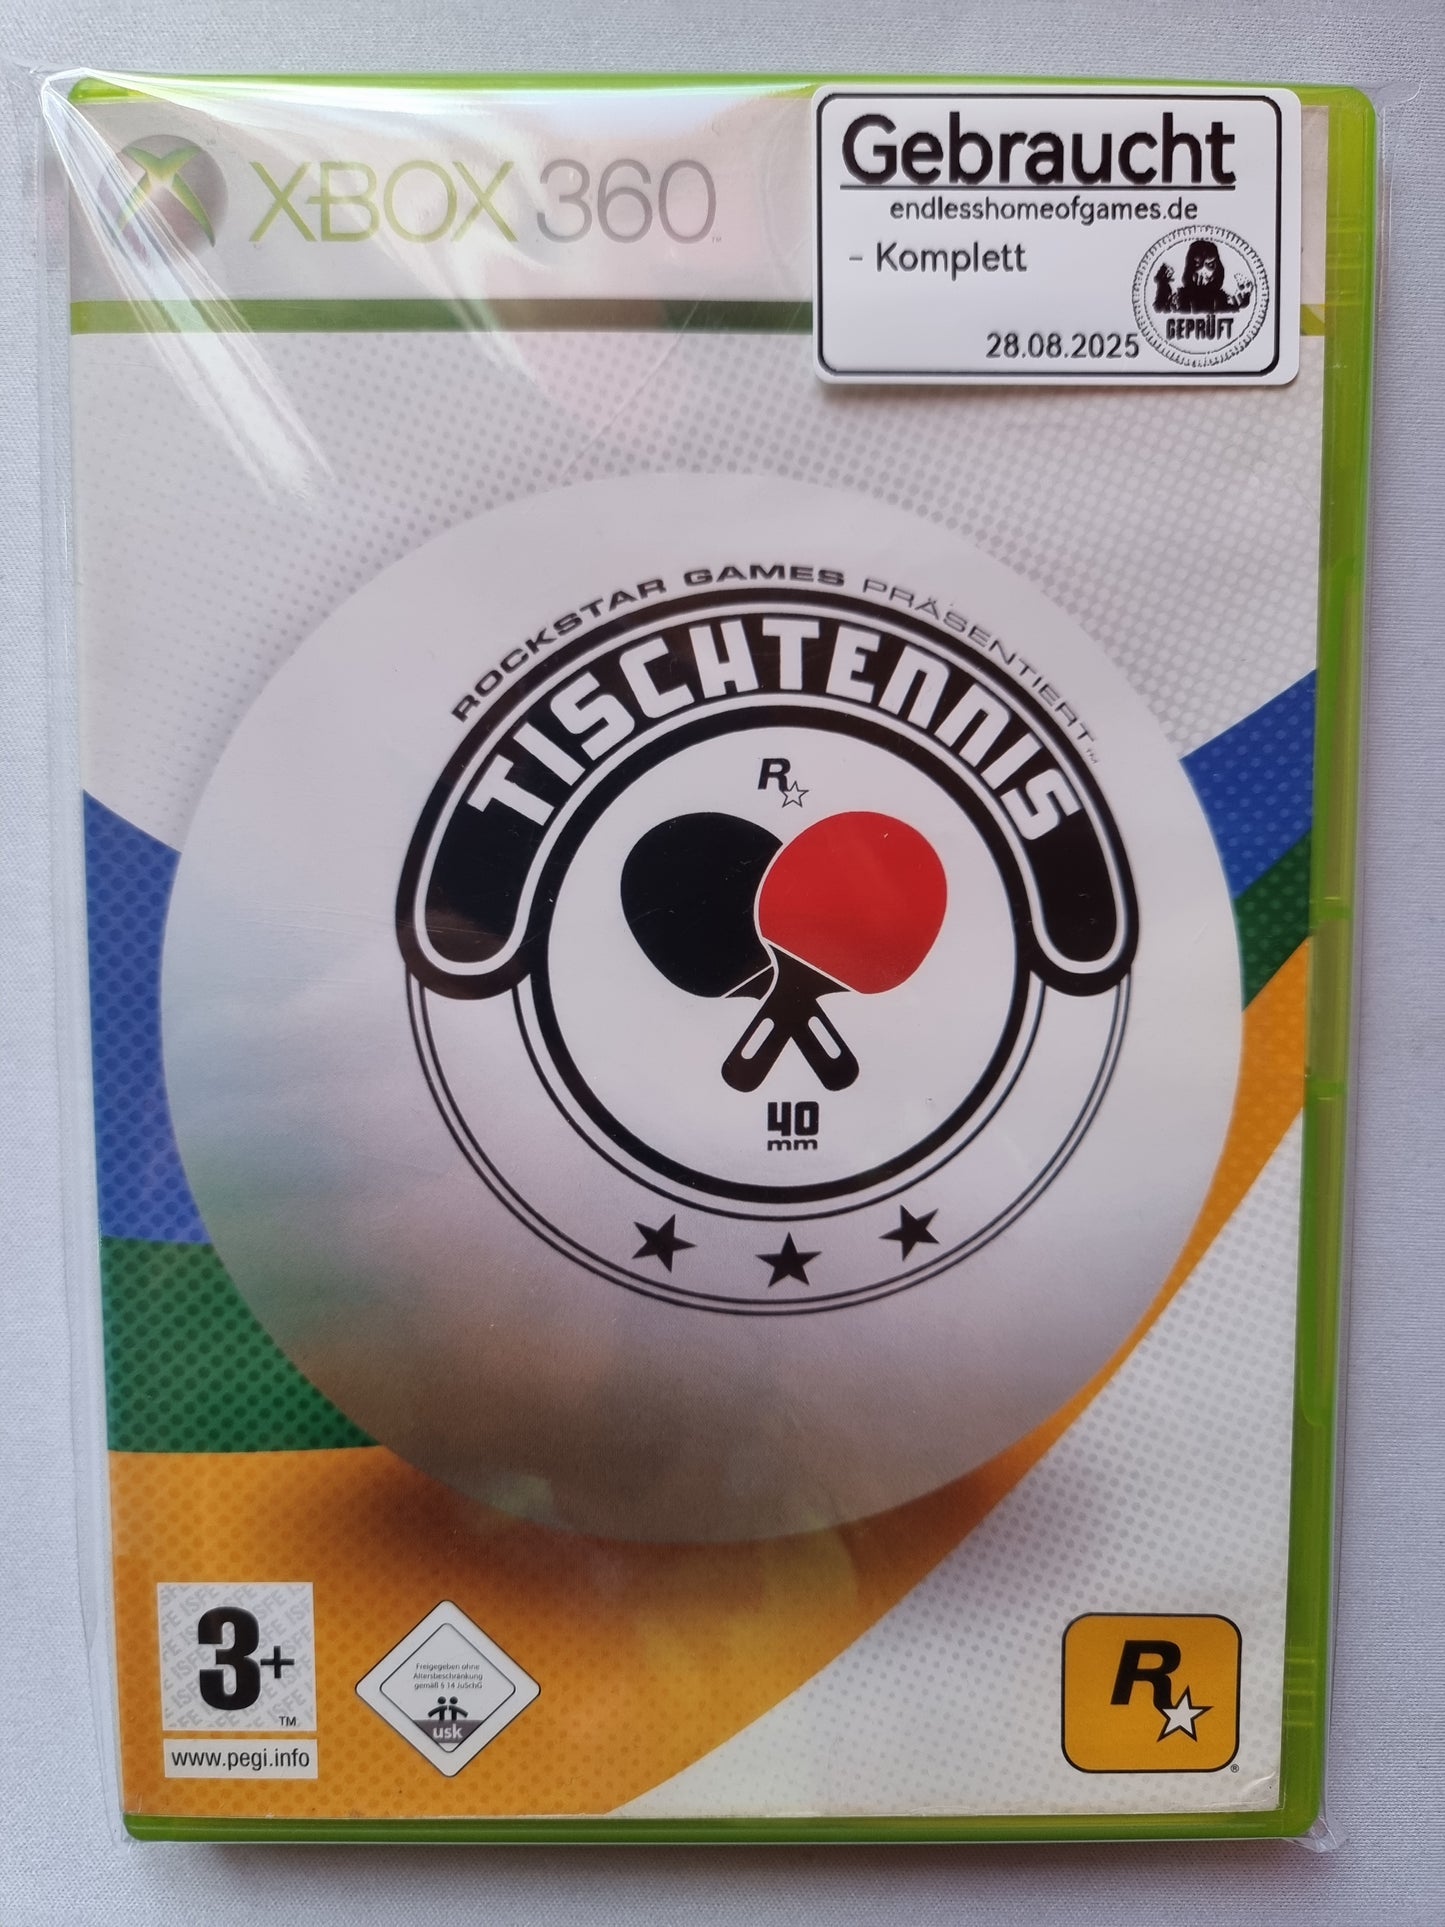 XBOX 360
Gebraucht
endlesshomeofgames.de
- Komplett
GEPRÜFT
28.08.2025
ROCKSTAR GAMES PRÄSENTIERT™
TISCHTENNIS
R
40
mm
3+
™
www.pegi.info
Freigegeben ohne
Altersbeschränkung
gemäß § 14 JuSchG
usk
R
®